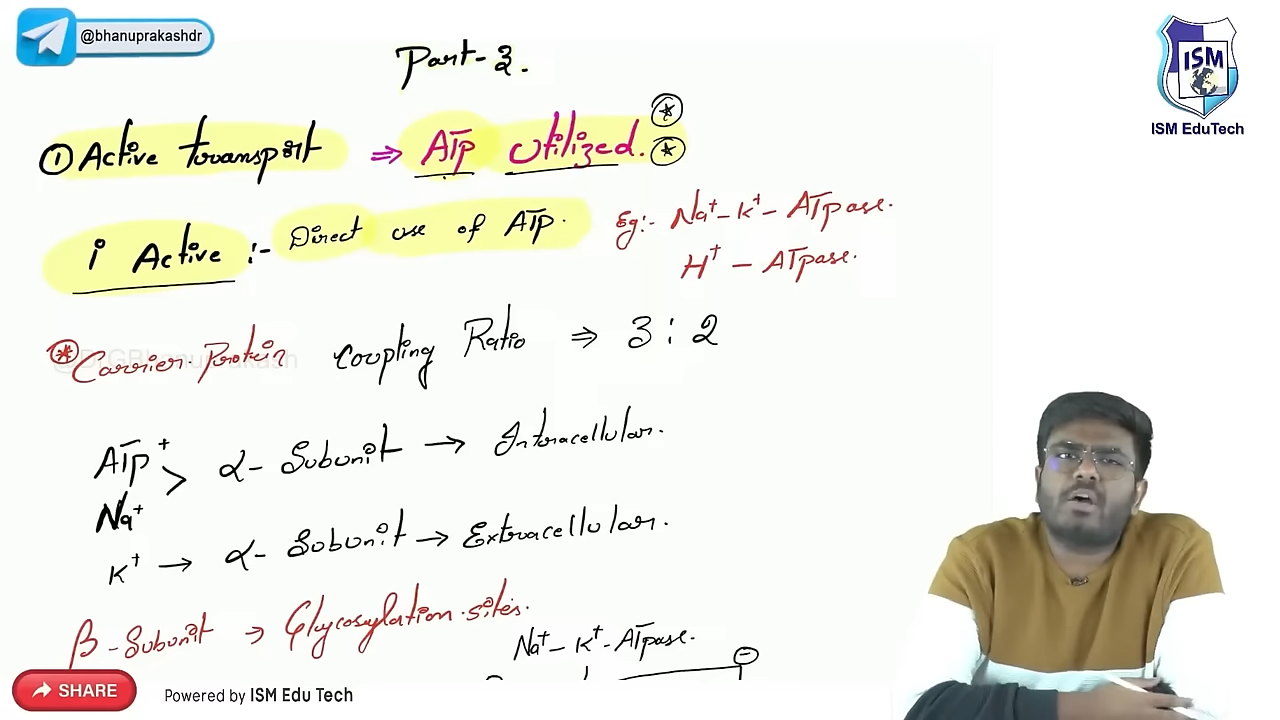 @bhanuprakashdr
Part-3.
ISM
ISM EduTech
① Active transport ⇒ ATP Utilized.
i° Active :- Direct use of ATP.
Eg:- Na⁺-K⁺-ATPase.
H⁺ - ATPase.
Carrier Protein Coupling Ratio ⇒ 3:2
ATP⁺ > α-Subunit → Intracellular.
Na⁺
K⁺ → α-Subunit → Extracellular.
β-Subunit → Glycosylation sites.
Na⁺-K⁺-ATPase.
SHARE
Powered by ISM Edu Tech